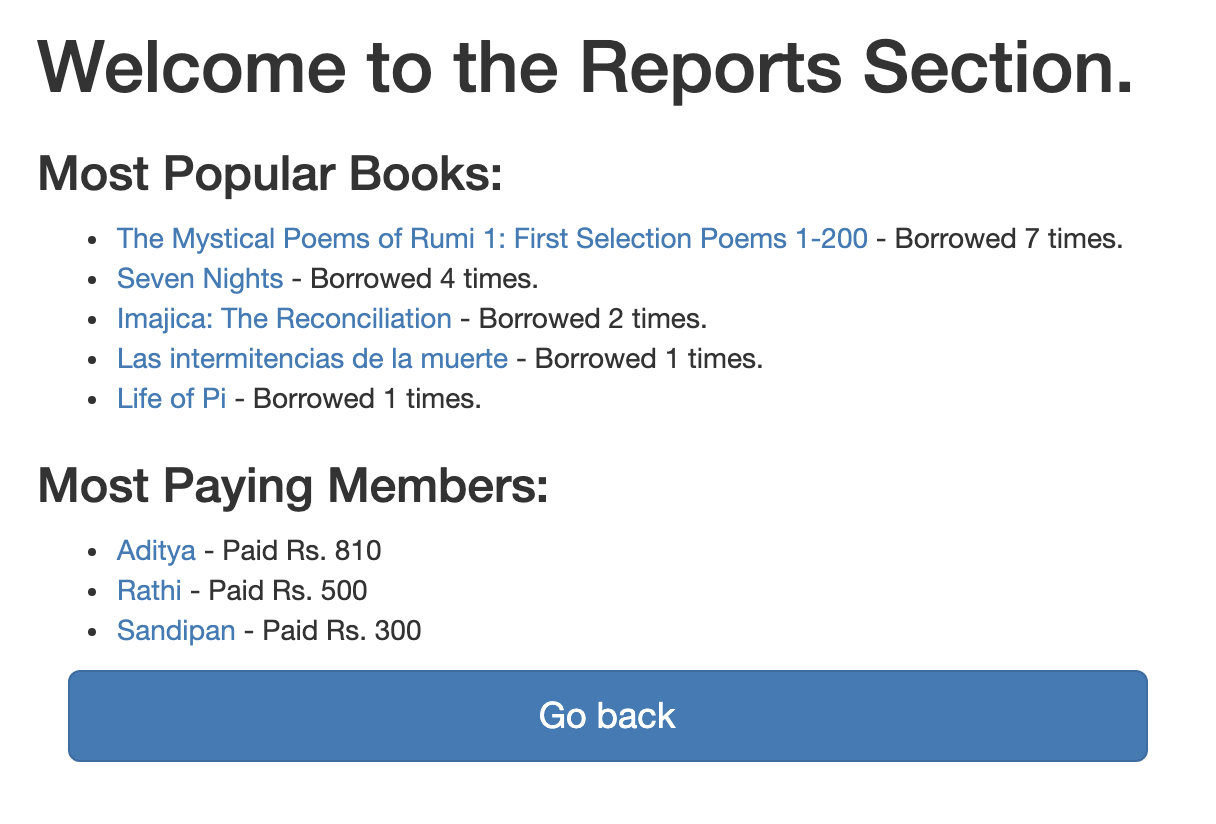 Welcome to the Reports Section.
Most Popular Books:
• The Mystical Poems of Rumi 1: First Selection Poems 1-200 - Borrowed 7 times.
• Seven Nights - Borrowed 4 times.
• Imajica: The Reconciliation - Borrowed 2 times.
• Las intermitencias de la muerte - Borrowed 1 times.
• Life of Pi - Borrowed 1 times.
Most Paying Members:
• Aditya - Paid Rs. 810
• Rathi - Paid Rs. 500
• Sandipan - Paid Rs. 300
Go back